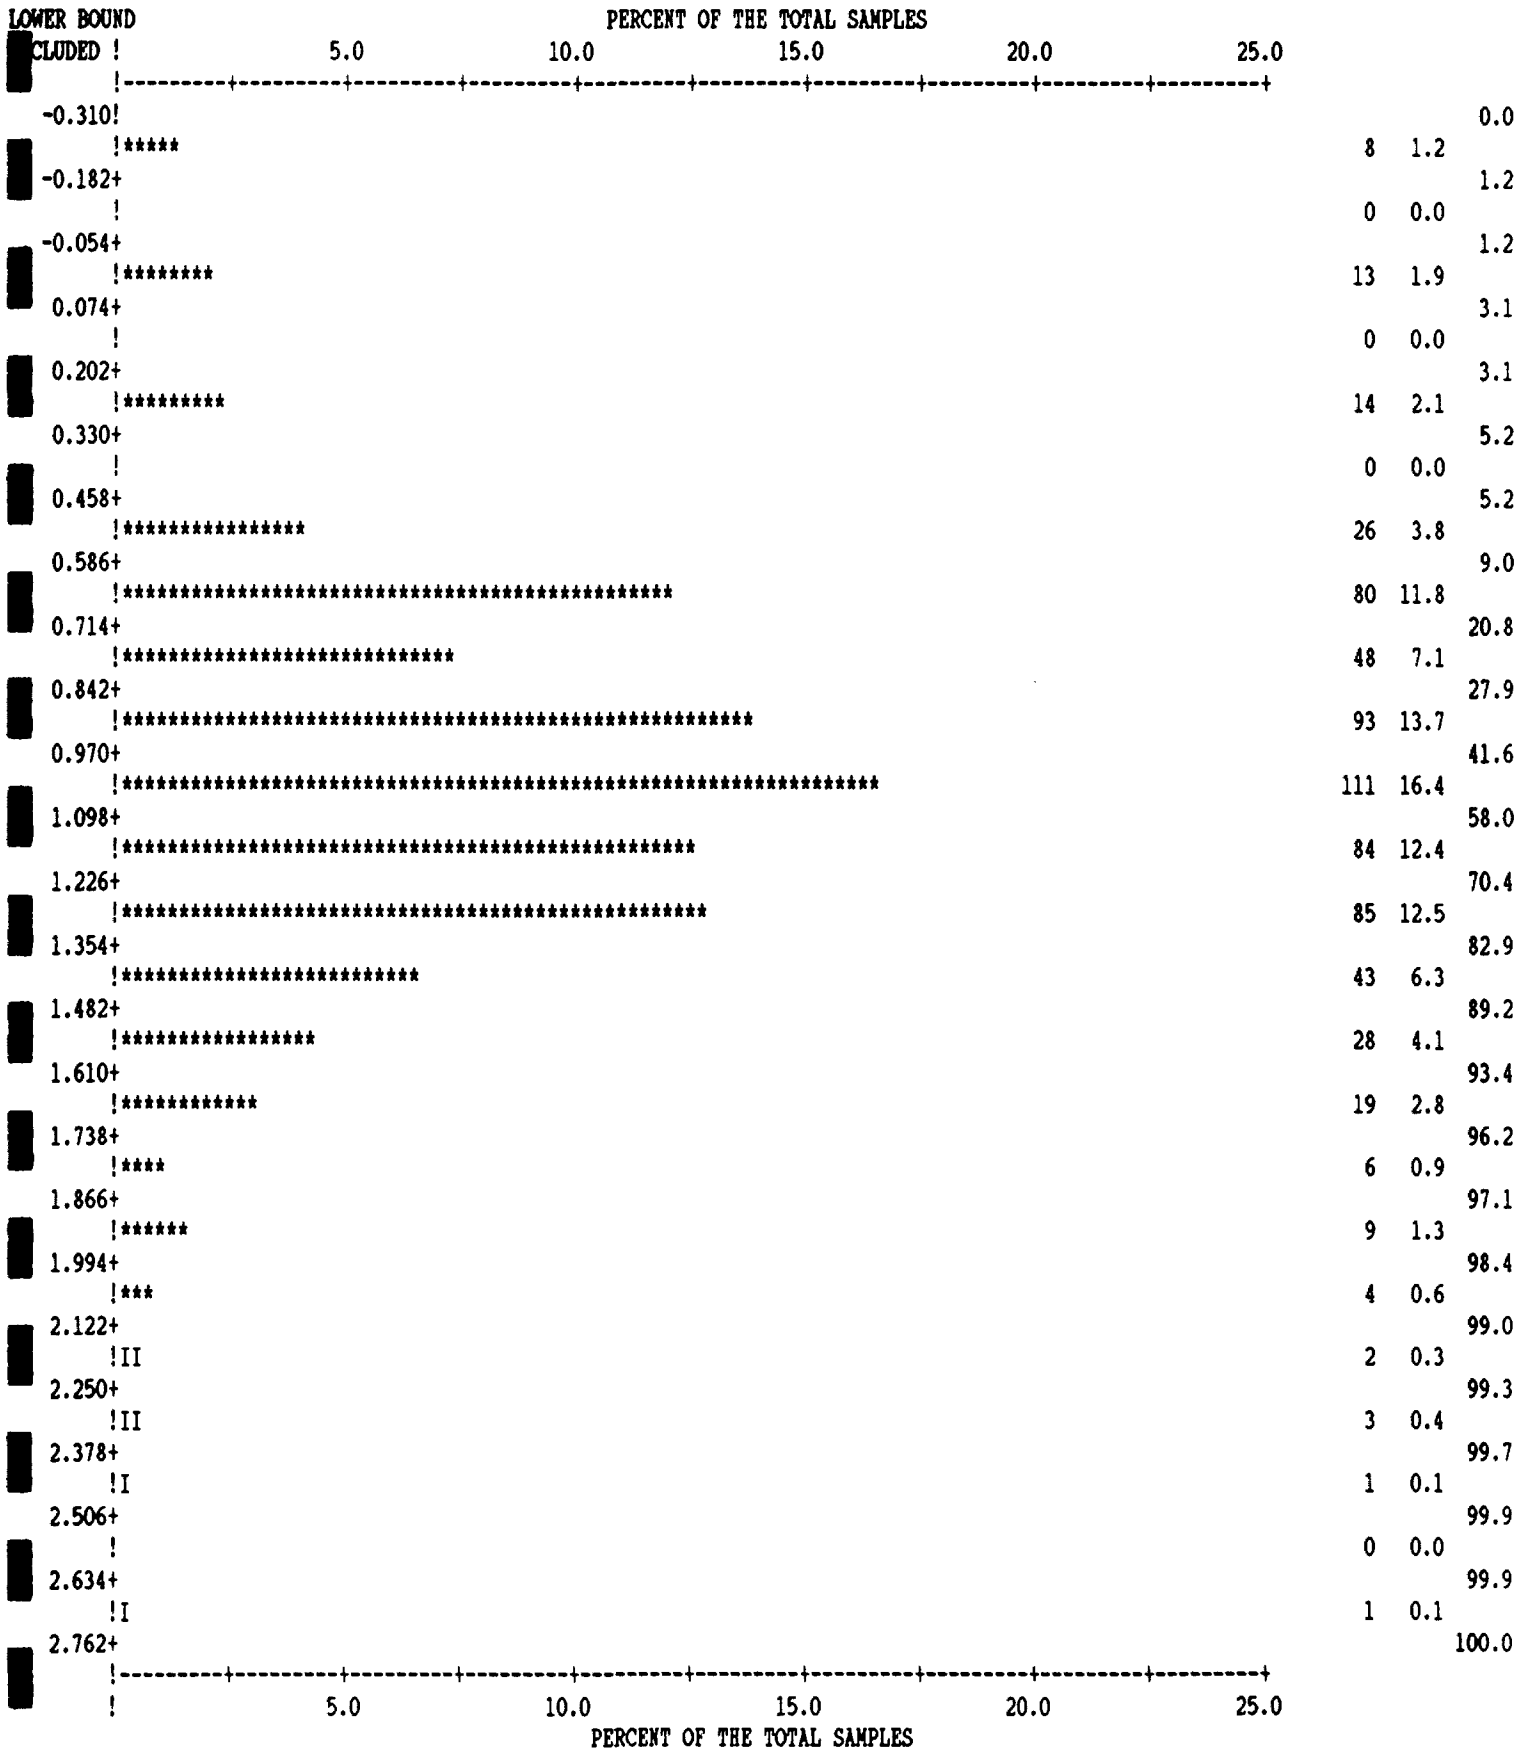 LOWER BOUND PERCENT OF THE TOTAL SAMPLES
CLUDED ! 5.0 10.0 15.0 20.0 25.0
!---------+---------+---------+---------+---------+---------+---------+---------+---------+---------+
-0.310! 0.0
!***** 8 1.2
-0.182+ 1.2
! 0 0.0
-0.054+ 1.2
!******** 13 1.9
0.074+ 3.1
! 0 0.0
0.202+ 3.1
!********* 14 2.1
0.330+ 5.2
! 0 0.0
0.458+ 5.2
!**************** 26 3.8
0.586+ 9.0
!************************************************ 80 11.8
0.714+ 20.8
!***************************** 48 7.1
0.842+ 27.9
!******************************************************* 93 13.7
0.970+ 41.6
!****************************************************************** 111 16.4
1.098+ 58.0
!************************************************** 84 12.4
1.226+ 70.4
!*************************************************** 85 12.5
1.354+ 82.9
!************************** 43 6.3
1.482+ 89.2
!***************** 28 4.1
1.610+ 93.4
!************ 19 2.8
1.738+ 96.2
!**** 6 0.9
1.866+ 97.1
!****** 9 1.3
1.994+ 98.4
!*** 4 0.6
2.122+ 99.0
!II 2 0.3
2.250+ 99.3
!II 3 0.4
2.378+ 99.7
!I 1 0.1
2.506+ 99.9
! 0 0.0
2.634+ 99.9
!I 1 0.1
2.762+ 100.0
!---------+---------+---------+---------+---------+---------+---------+---------+---------+---------+
! 5.0 10.0 15.0 20.0 25.0
PERCENT OF THE TOTAL SAMPLES